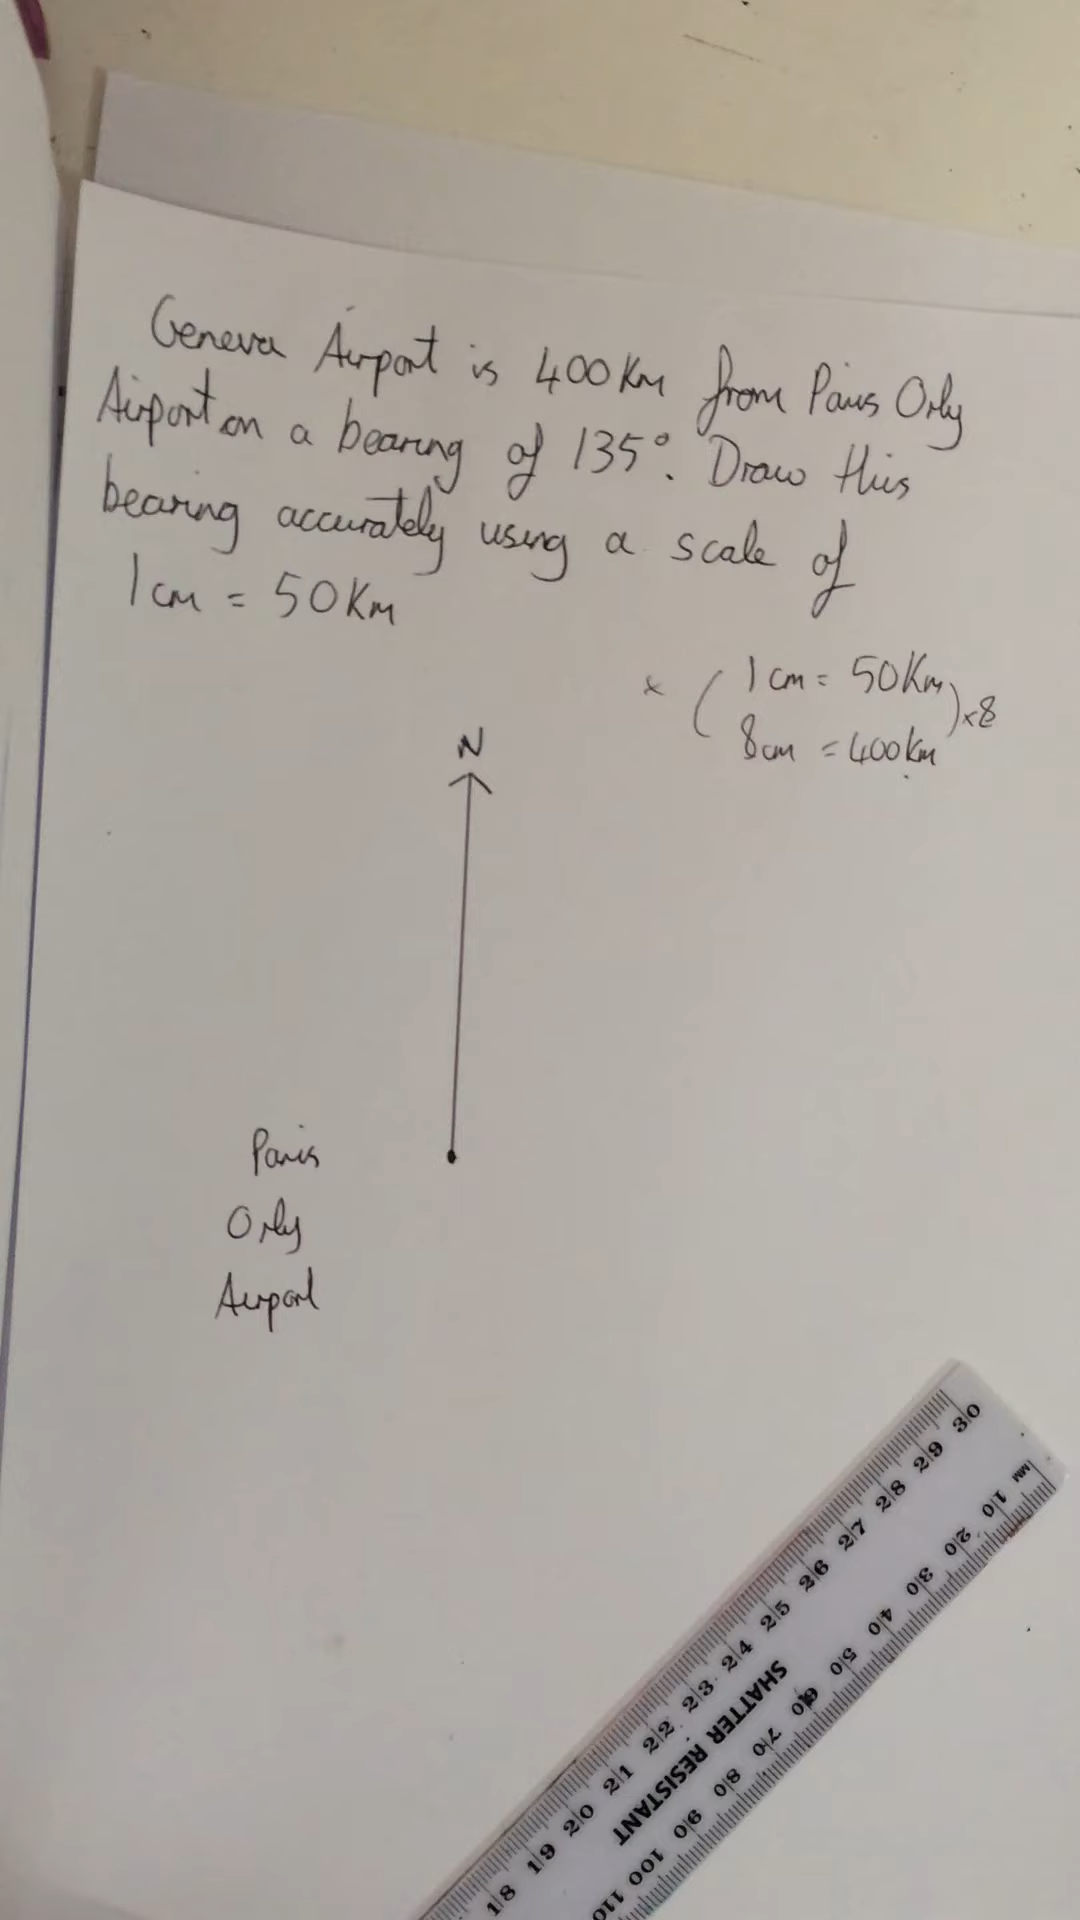 Geneva Airport is 400 Km from Paris Orly
Airport on a bearing of 135°. Draw this
bearing accurately using a scale of
1 cm = 50 Km
x ( 1 cm = 50 Km
8 cm = 400 km ) x8
N
Paris
Orly
Airport
30
29
28
27
26
25
24
23
22
21
20
19
18
MM
10
20
30
40
50
60
70
80
90
100
110
SHATTER RESISTANT